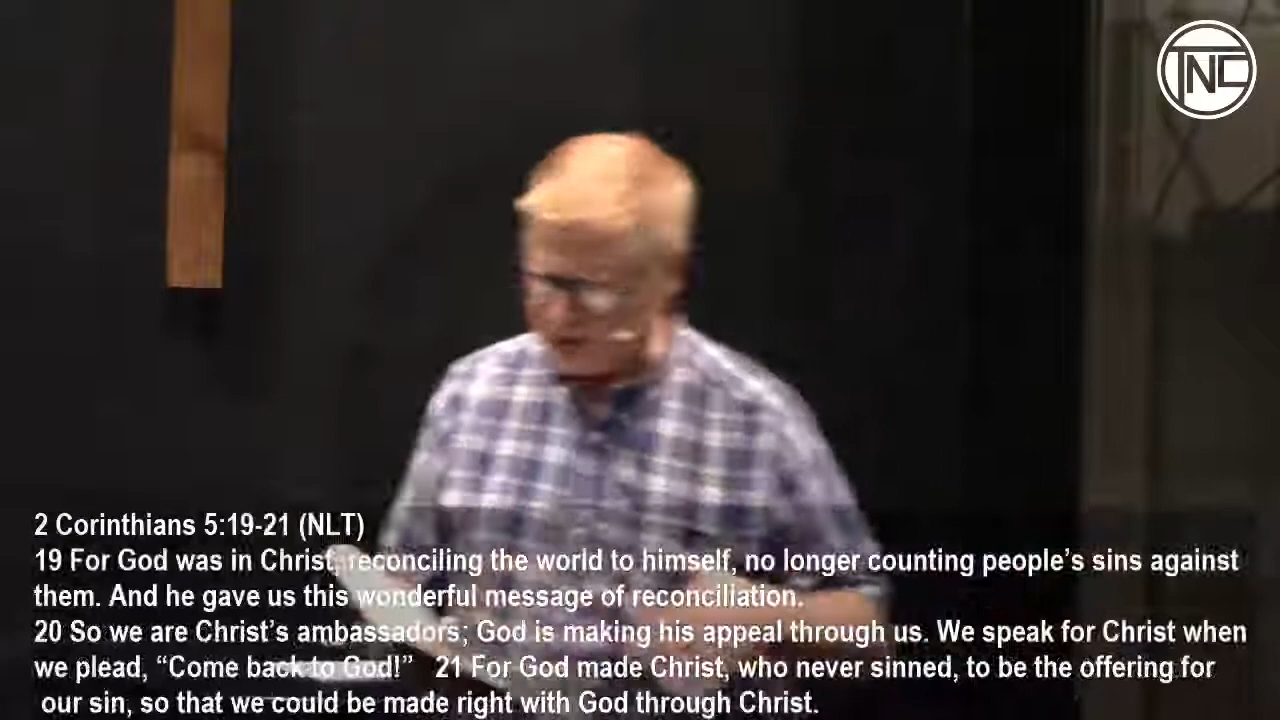 TNC
2 Corinthians 5:19-21 (NLT)
19 For God was in Christ, reconciling the world to himself, no longer counting people’s sins against
them. And he gave us this wonderful message of reconciliation.
20 So we are Christ’s ambassadors; God is making his appeal through us. We speak for Christ when
we plead, “Come back to God!” 21 For God made Christ, who never sinned, to be the offering for
our sin, so that we could be made right with God through Christ.